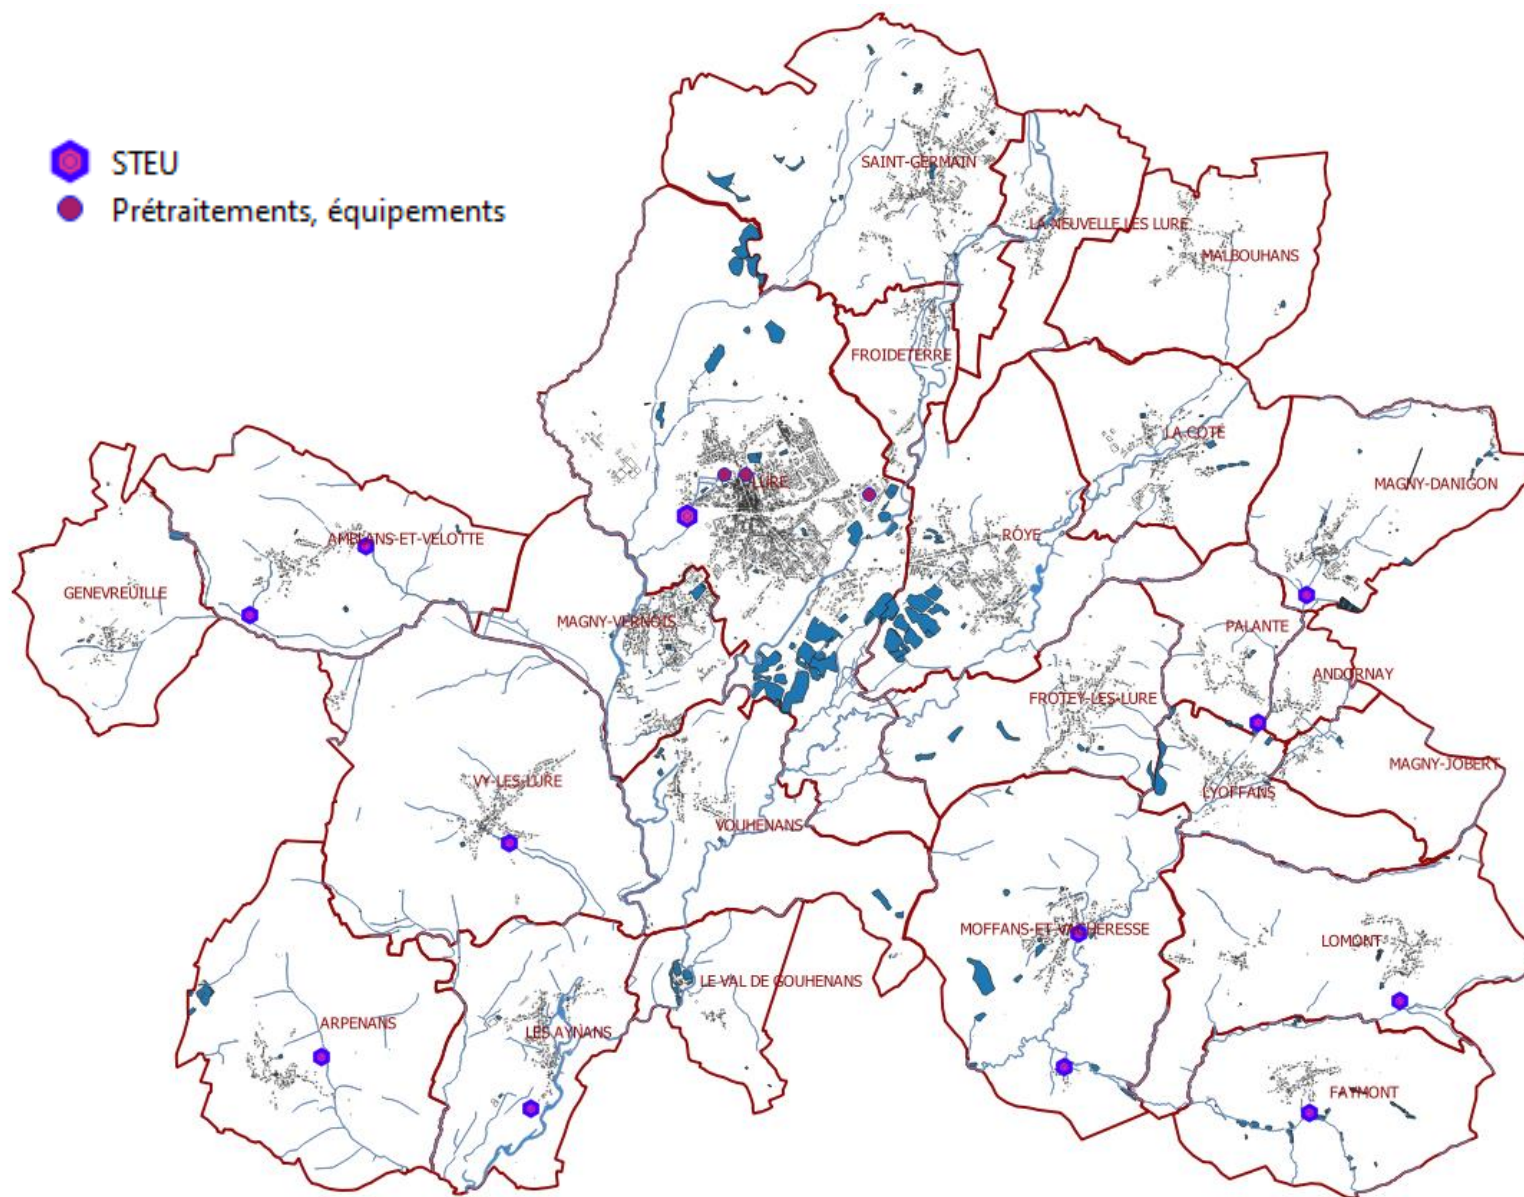 STEU
Prétraitements, équipements
SAINT-GERMAIN
LA NEUVELLE LES LURE
MALBOUHANS
FROIDETERRE
LA COTE
LURE
MAGNY-DANIGON
AMBLANS-ET-VELOTTE
ROYE
GENEVREUILLE
MAGNY-VERNOIS
PALANTE
ANDORNAY
FROTEY-LES-LURE
MAGNY-JOBERT
VY-LES-LURE
LYOFFANS
VOUHENANS
MOFFANS-ET-VACHERESSE
LOMONT
LE VAL DE GOUHENANS
ARPENANS
LES AYNANS
FAYMONT